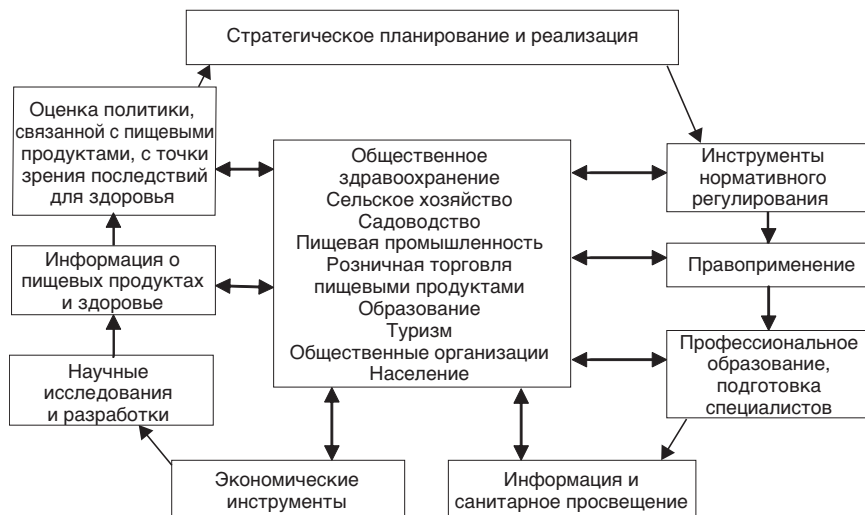 Стратегическое планирование и реализация
Оценка политики,
связанной с пищевыми
продуктами, с точки
зрения последствий
для здоровья
Общественное
здравоохранение
Сельское хозяйство
Садоводство
Пищевая промышленность
Розничная торговля
пищевыми продуктами
Образование
Туризм
Общественные организации
Население
Инструменты
нормативного
регулирования
Информация о
пищевых продуктах
и здоровье
Правоприменение
Научные
исследования
и разработки
Профессиональное
образование,
подготовка
специалистов
Экономические
инструменты
Информация и
санитарное просвещение